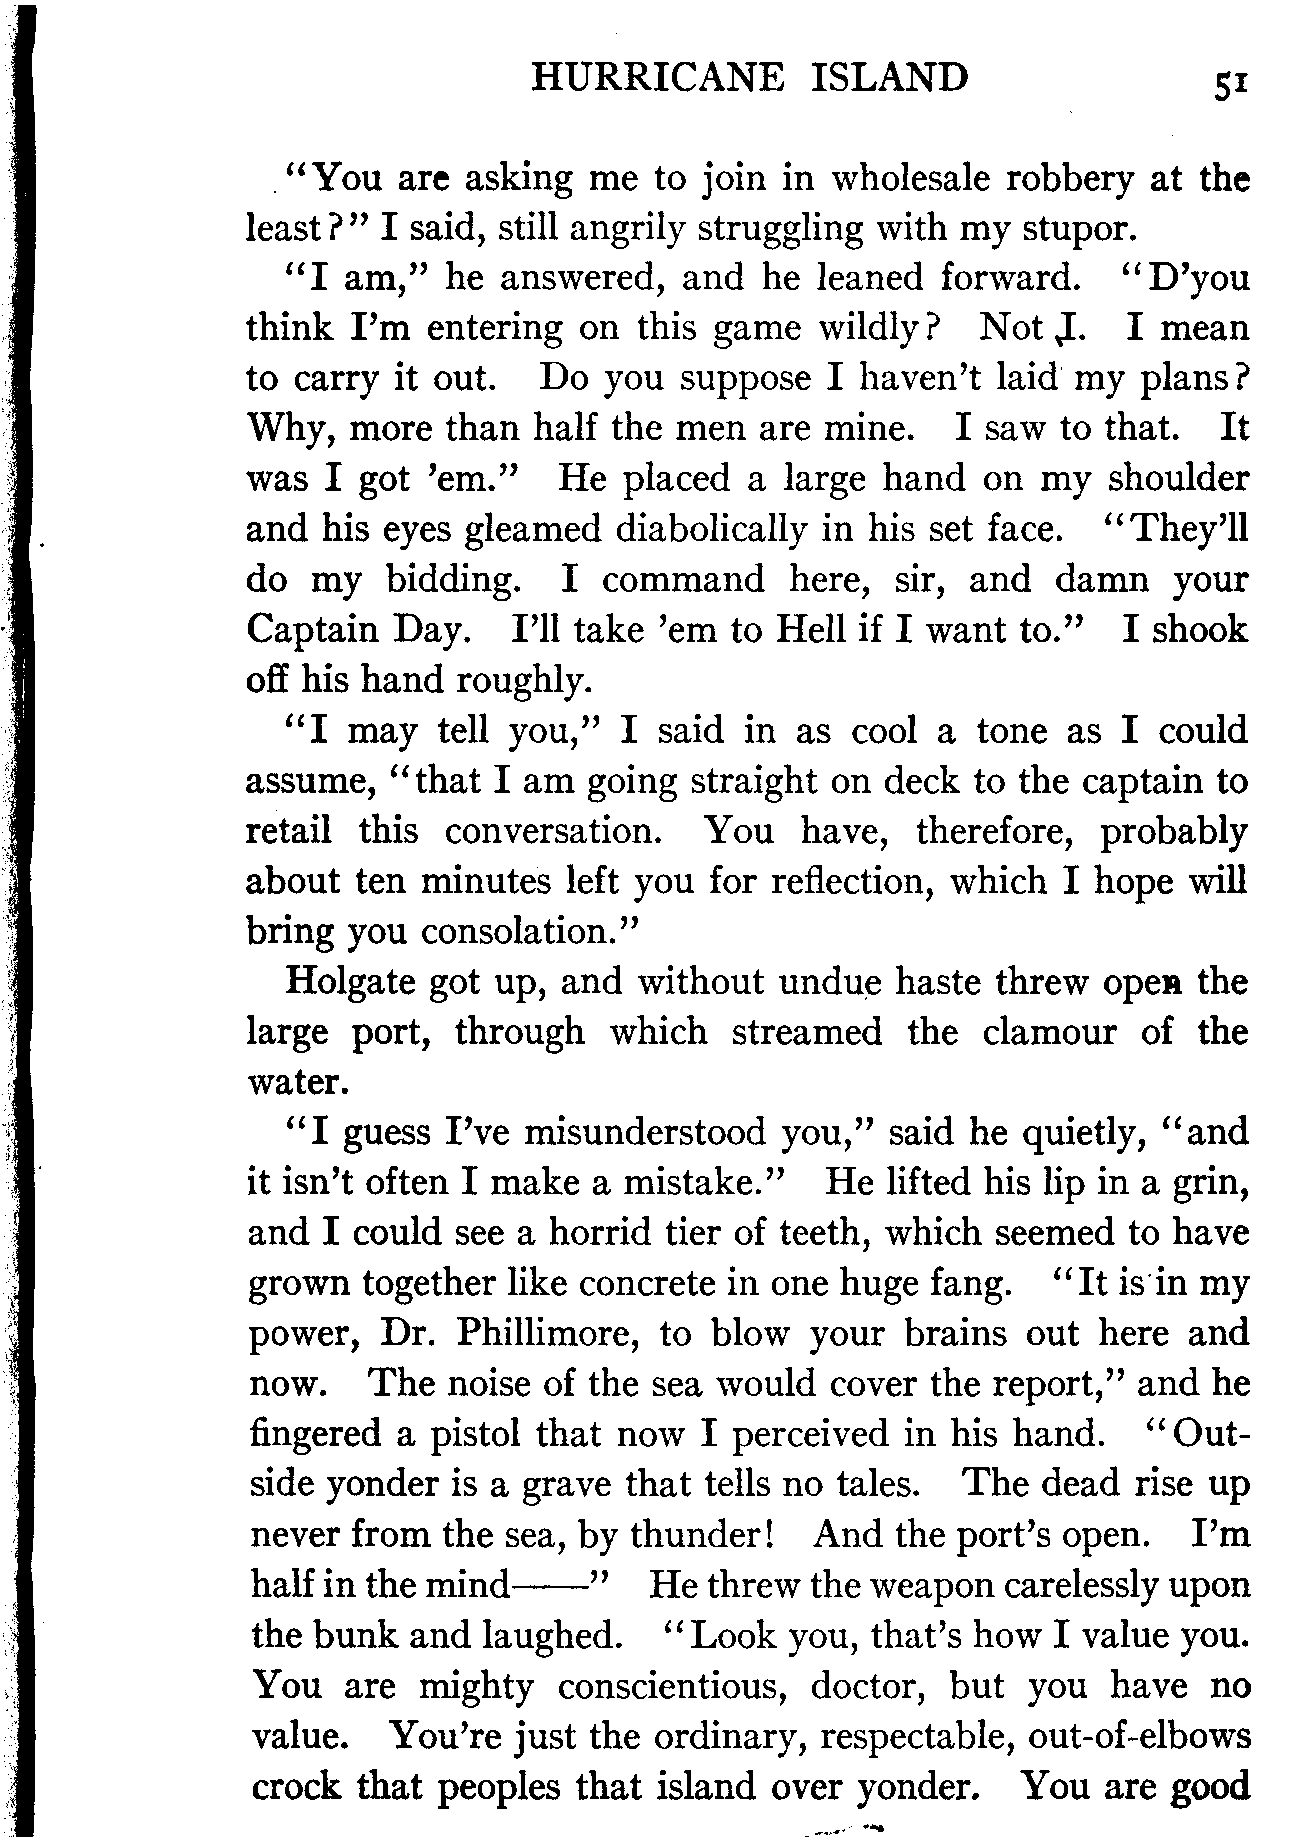 HURRICANE ISLAND 51
"You are asking me to join in wholesale robbery at the
least?" I said, still angrily struggling with my stupor.
"I am," he answered, and he leaned forward. "D'you
think I'm entering on this game wildly? Not I. I mean
to carry it out. Do you suppose I haven't laid my plans?
Why, more than half the men are mine. I saw to that. It
was I got 'em." He placed a large hand on my shoulder
and his eyes gleamed diabolically in his set face. "They'll
do my bidding. I command here, sir, and damn your
Captain Day. I'll take 'em to Hell if I want to." I shook
off his hand roughly.
"I may tell you," I said in as cool a tone as I could
assume, "that I am going straight on deck to the captain to
retail this conversation. You have, therefore, probably
about ten minutes left you for reflection, which I hope will
bring you consolation."
Holgate got up, and without undue haste threw open the
large port, through which streamed the clamour of the
water.
"I guess I've misunderstood you," said he quietly, "and
it isn't often I make a mistake." He lifted his lip in a grin,
and I could see a horrid tier of teeth, which seemed to have
grown together like concrete in one huge fang. "It is in my
power, Dr. Phillimore, to blow your brains out here and
now. The noise of the sea would cover the report," and he
fingered a pistol that now I perceived in his hand. "Out-
side yonder is a grave that tells no tales. The dead rise up
never from the sea, by thunder! And the port's open. I'm
half in the mind——" He threw the weapon carelessly upon
the bunk and laughed. "Look you, that's how I value you.
You are mighty conscientious, doctor, but you have no
value. You're just the ordinary, respectable, out-of-elbows
crock that peoples that island over yonder. You are good